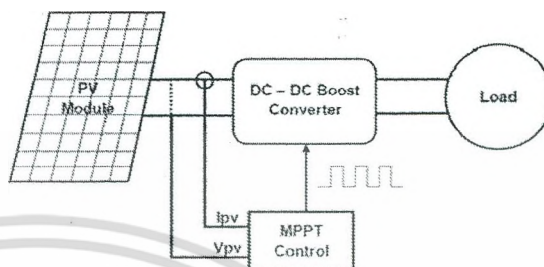 PV
Module
DC – DC Boost
Converter
Load
Ipv
Vpv
MPPT
Control